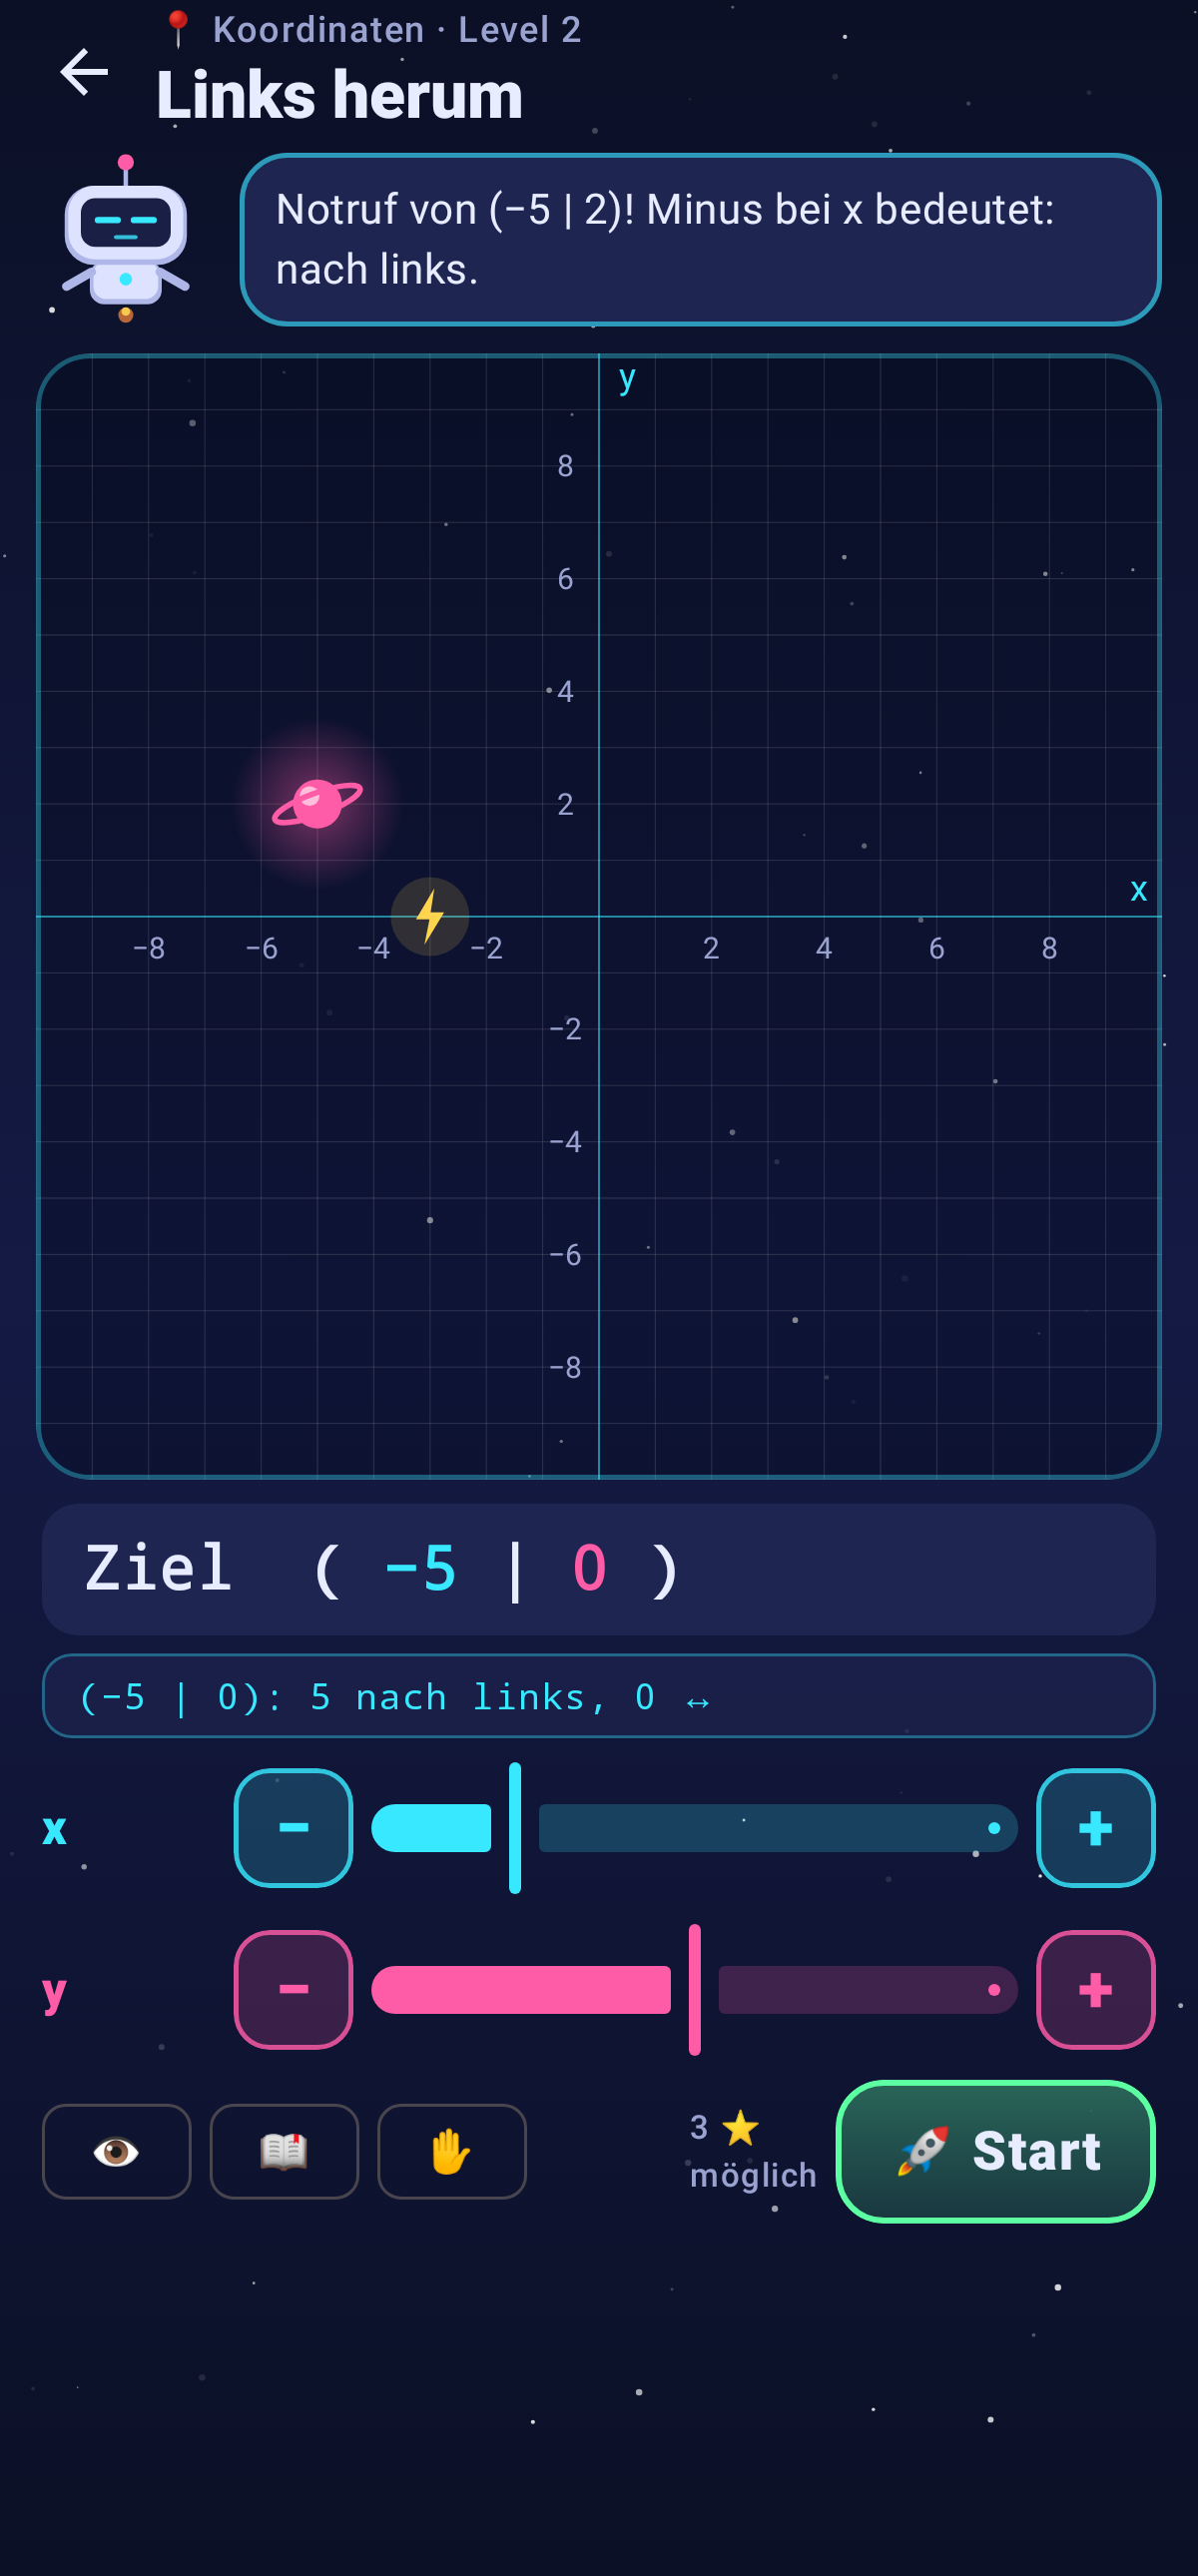 📍 Koordinaten · Level 2
Links herum
Notruf von (−5 | 2)! Minus bei x bedeutet:
nach links.
y
8
6
4
2
x
−8 −6 −4 −2 2 4 6 8
−2
−4
−6
−8
Ziel ( −5 | 0 )
(−5 | 0): 5 nach links, 0 ↔
x − +
y − +
3 ⭐
möglich
🚀 Start